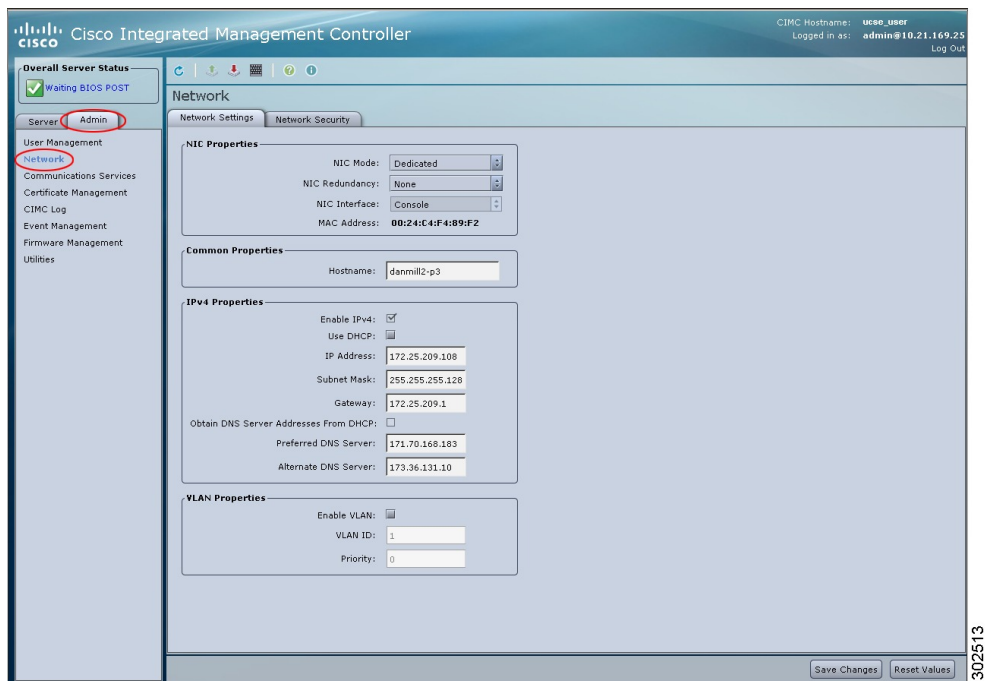 CISCO
Cisco Integrated Management Controller
CIMC Hostname: ucse_user
Logged in as: admin@10.21.169.25
Log Out
Overall Server Status
Waiting BIOS POST
Server Admin
User Management
Network
Communications Services
Certificate Management
CIMC Log
Event Management
Firmware Management
Utilities
Network
Network Settings Network Security
NIC Properties
NIC Mode: Dedicated
NIC Redundancy: None
NIC Interface: Console
MAC Address: 00:24:C4:F4:89:F2
Common Properties
Hostname: danmill2-p3
IPv4 Properties
Enable IPv4:
Use DHCP:
IP Address: 172.25.209.108
Subnet Mask: 255.255.255.128
Gateway: 172.25.209.1
Obtain DNS Server Addresses From DHCP:
Preferred DNS Server: 171.70.168.183
Alternate DNS Server: 173.36.131.10
VLAN Properties
Enable VLAN:
VLAN ID: 1
Priority: 0
Save Changes Reset Values
302513